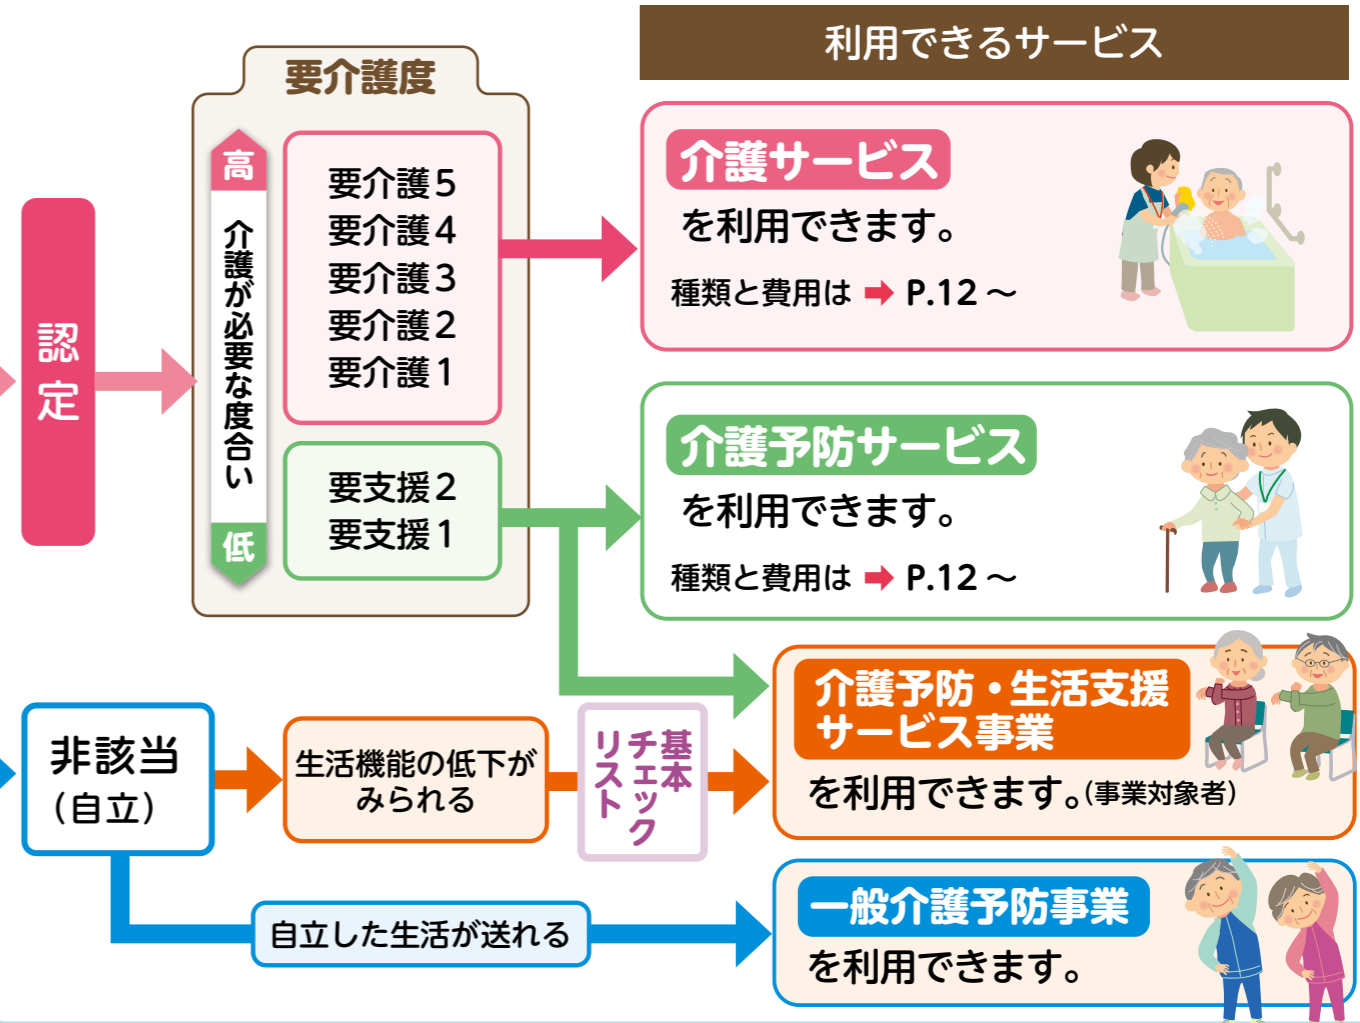 利用できるサービス
要介護度
認定
高
介護が必要な度合い
低
要介護5
要介護4
要介護3
要介護2
要介護1
要支援2
要支援1
介護サービス
を利用できます。
種類と費用は ➡ P.12～
介護予防サービス
を利用できます。
種類と費用は ➡ P.12～
非該当
（自立）
生活機能の低下が
みられる
基本
チェック
リスト
介護予防・生活支援
サービス事業
を利用できます。（事業対象者）
自立した生活が送れる
一般介護予防事業
を利用できます。